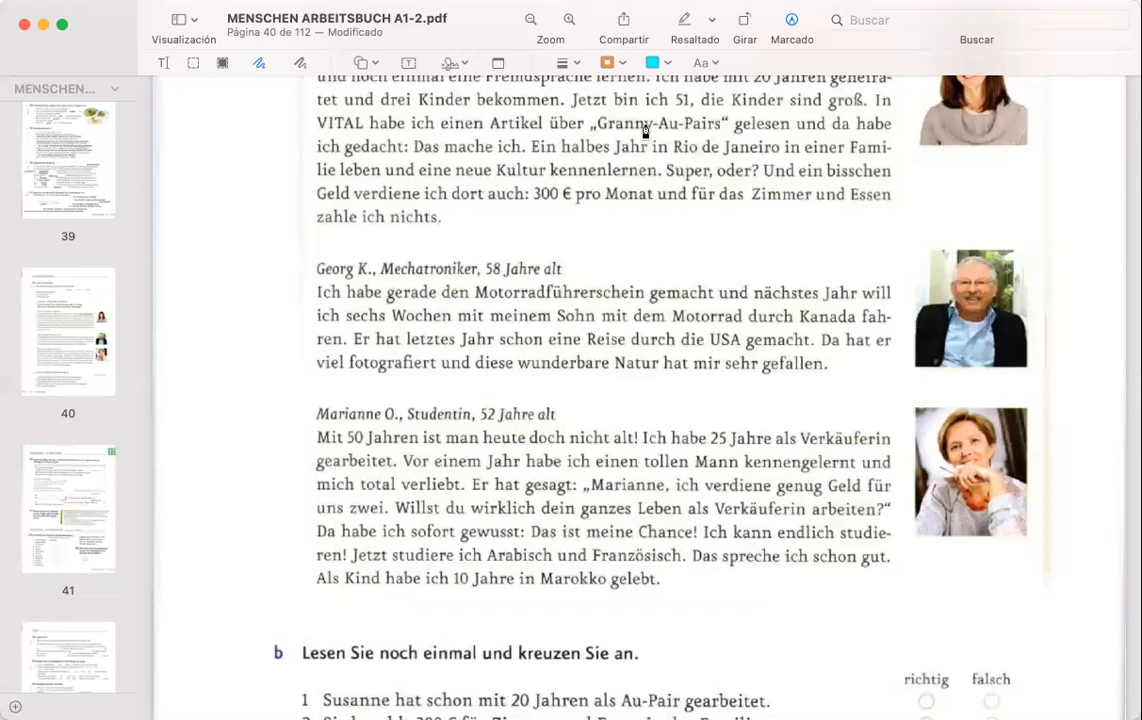 MENSCHEN ARBEITSBUCH A1-2.pdf
Página 40 de 112 — Modificado
Visualización
Zoom
Compartir
Resaltado
Girar
Marcado
Buscar
Buscar
Aa
MENSCHEN...
39
40
41
und noch einmal eine Fremdsprache lernen. Ich habe mit 20 Jahren geheira-
tet und drei Kinder bekommen. Jetzt bin ich 51, die Kinder sind groß. In
VITAL habe ich einen Artikel über „Granny-Au-Pairs“ gelesen und da habe
ich gedacht: Das mache ich. Ein halbes Jahr in Rio de Janeiro in einer Fami-
lie leben und eine neue Kultur kennenlernen. Super, oder? Und ein bisschen
Geld verdiene ich dort auch: 300 € pro Monat und für das Zimmer und Essen
zahle ich nichts.
Georg K., Mechatroniker, 58 Jahre alt
Ich habe gerade den Motorradführerschein gemacht und nächstes Jahr will
ich sechs Wochen mit meinem Sohn mit dem Motorrad durch Kanada fah-
ren. Er hat letztes Jahr schon eine Reise durch die USA gemacht. Da hat er
viel fotografiert und diese wunderbare Natur hat mir sehr gefallen.
Marianne O., Studentin, 52 Jahre alt
Mit 50 Jahren ist man heute doch nicht alt! Ich habe 25 Jahre als Verkäuferin
gearbeitet. Vor einem Jahr habe ich einen tollen Mann kennengelernt und
mich total verliebt. Er hat gesagt: „Marianne, ich verdiene genug Geld für
uns zwei. Willst du wirklich dein ganzes Leben als Verkäuferin arbeiten?“
Da habe ich sofort gewusst: Das ist meine Chance! Ich kann endlich studie-
ren! Jetzt studiere ich Arabisch und Französisch. Das spreche ich schon gut.
Als Kind habe ich 10 Jahre in Marokko gelebt.
b Lesen Sie noch einmal und kreuzen Sie an.
richtig falsch
1 Susanne hat schon mit 20 Jahren als Au-Pair gearbeitet.